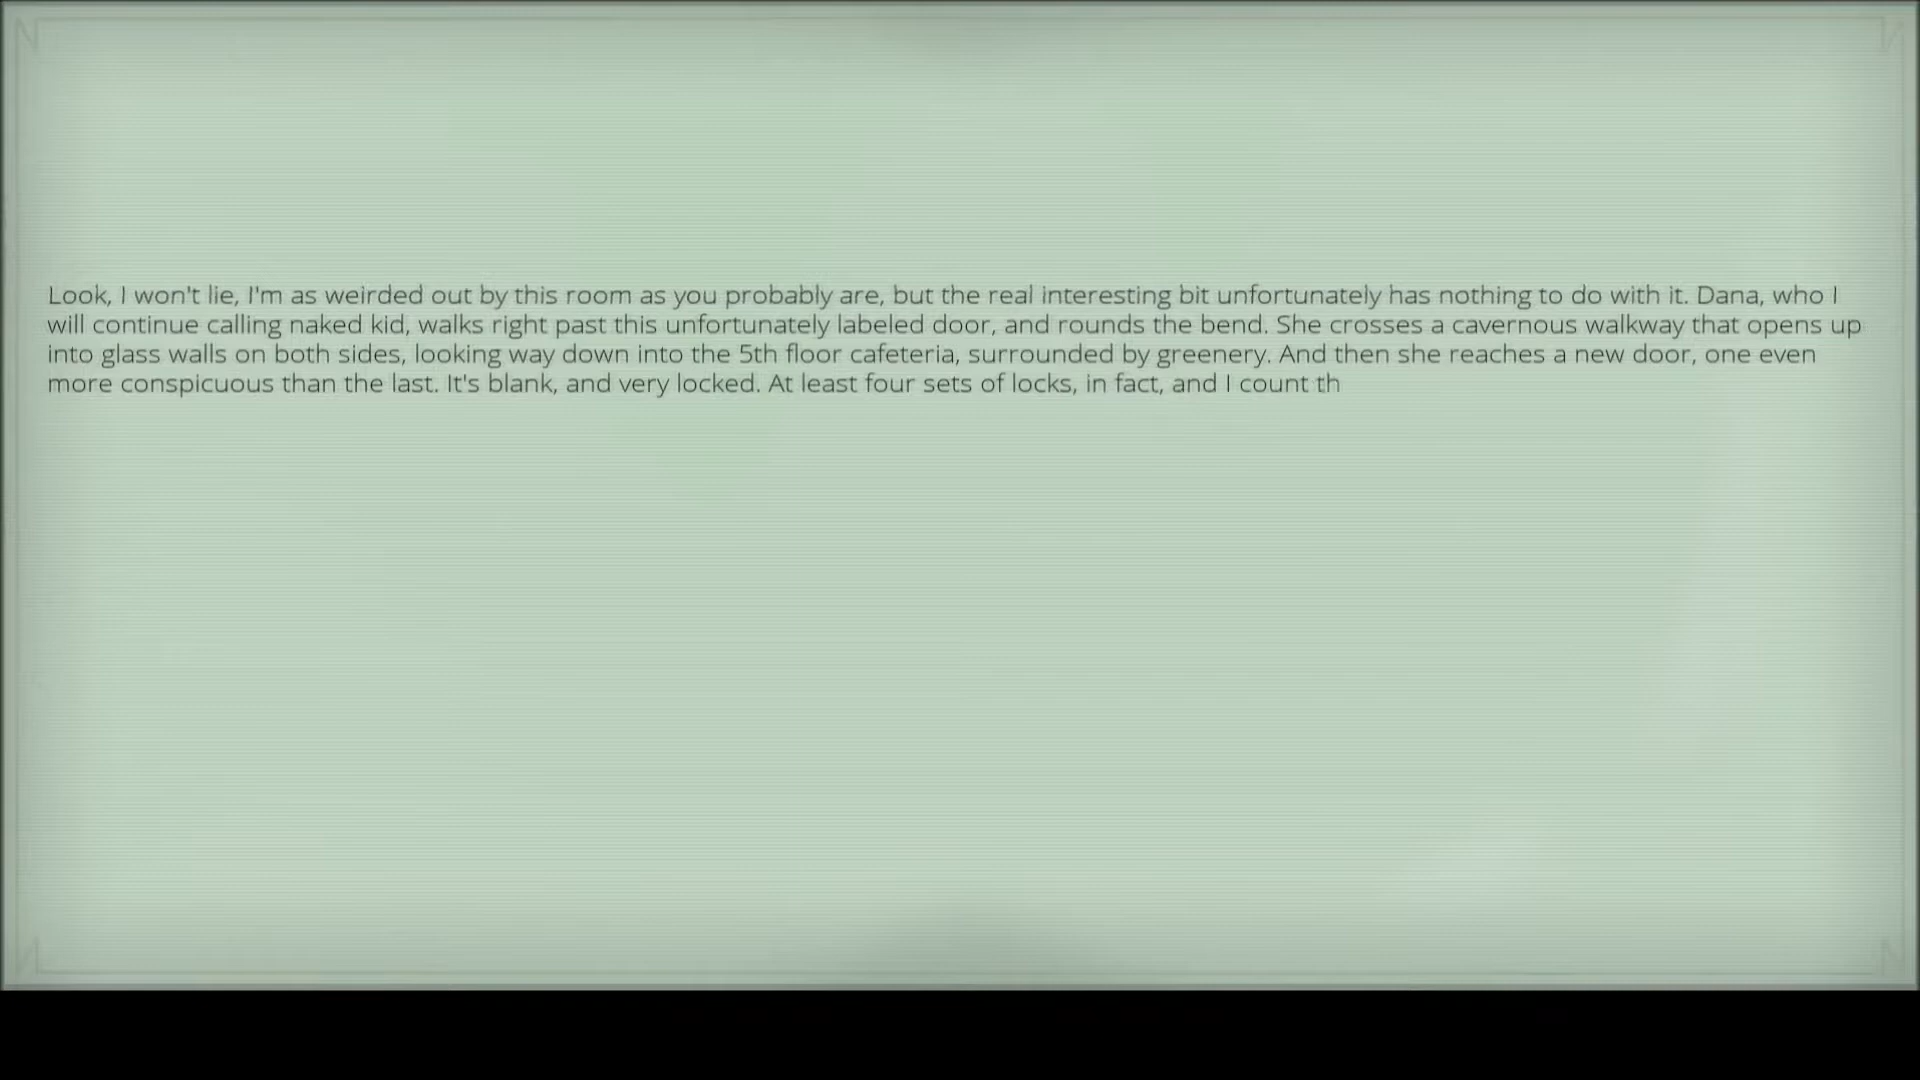 Look, I won't lie, I'm as weirded out by this room as you probably are, but the real interesting bit unfortunately has nothing to do with it. Dana, who I
will continue calling naked kid, walks right past this unfortunately labeled door, and rounds the bend. She crosses a cavernous walkway that opens up
into glass walls on both sides, looking way down into the 5th floor cafeteria, surrounded by greenery. And then she reaches a new door, one even
more conspicuous than the last. It's blank, and very locked. At least four sets of locks, in fact, and I count th